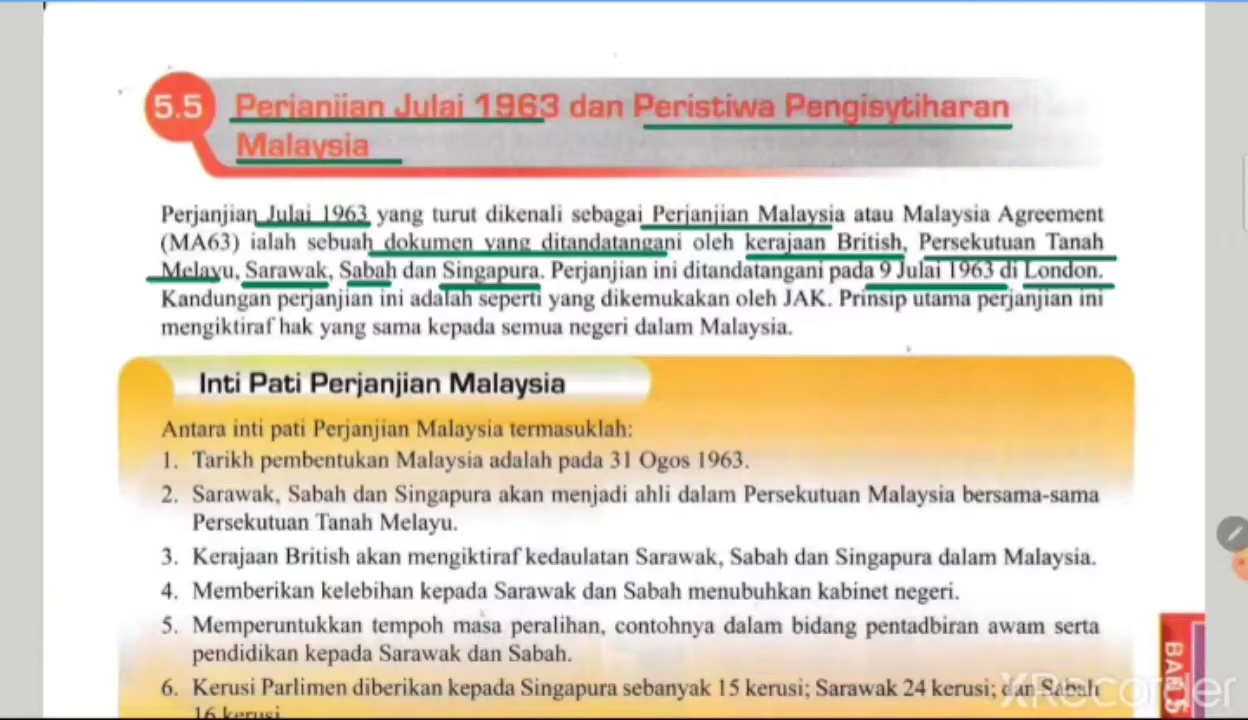 5.5 Perjanjian Julai 1963 dan Peristiwa Pengisytiharan
Malaysia
Perjanjian Julai 1963 yang turut dikenali sebagai Perjanjian Malaysia atau Malaysia Agreement
(MA63) ialah sebuah dokumen yang ditandatangani oleh kerajaan British, Persekutuan Tanah
Melayu, Sarawak, Sabah dan Singapura. Perjanjian ini ditandatangani pada 9 Julai 1963 di London.
Kandungan perjanjian ini adalah seperti yang dikemukakan oleh JAK. Prinsip utama perjanjian ini
mengiktiraf hak yang sama kepada semua negeri dalam Malaysia.
Inti Pati Perjanjian Malaysia
Antara inti pati Perjanjian Malaysia termasuklah:
1. Tarikh pembentukan Malaysia adalah pada 31 Ogos 1963.
2. Sarawak, Sabah dan Singapura akan menjadi ahli dalam Persekutuan Malaysia bersama-sama
Persekutuan Tanah Melayu.
3. Kerajaan British akan mengiktiraf kedaulatan Sarawak, Sabah dan Singapura dalam Malaysia.
4. Memberikan kelebihan kepada Sarawak dan Sabah menubuhkan kabinet negeri.
5. Memperuntukkan tempoh masa peralihan, contohnya dalam bidang pentadbiran awam serta
pendidikan kepada Sarawak dan Sabah.
6. Kerusi Parlimen diberikan kepada Singapura sebanyak 15 kerusi; Sarawak 24 kerusi; dan Sabah
16 kerusi
BAB 5
XRecorder